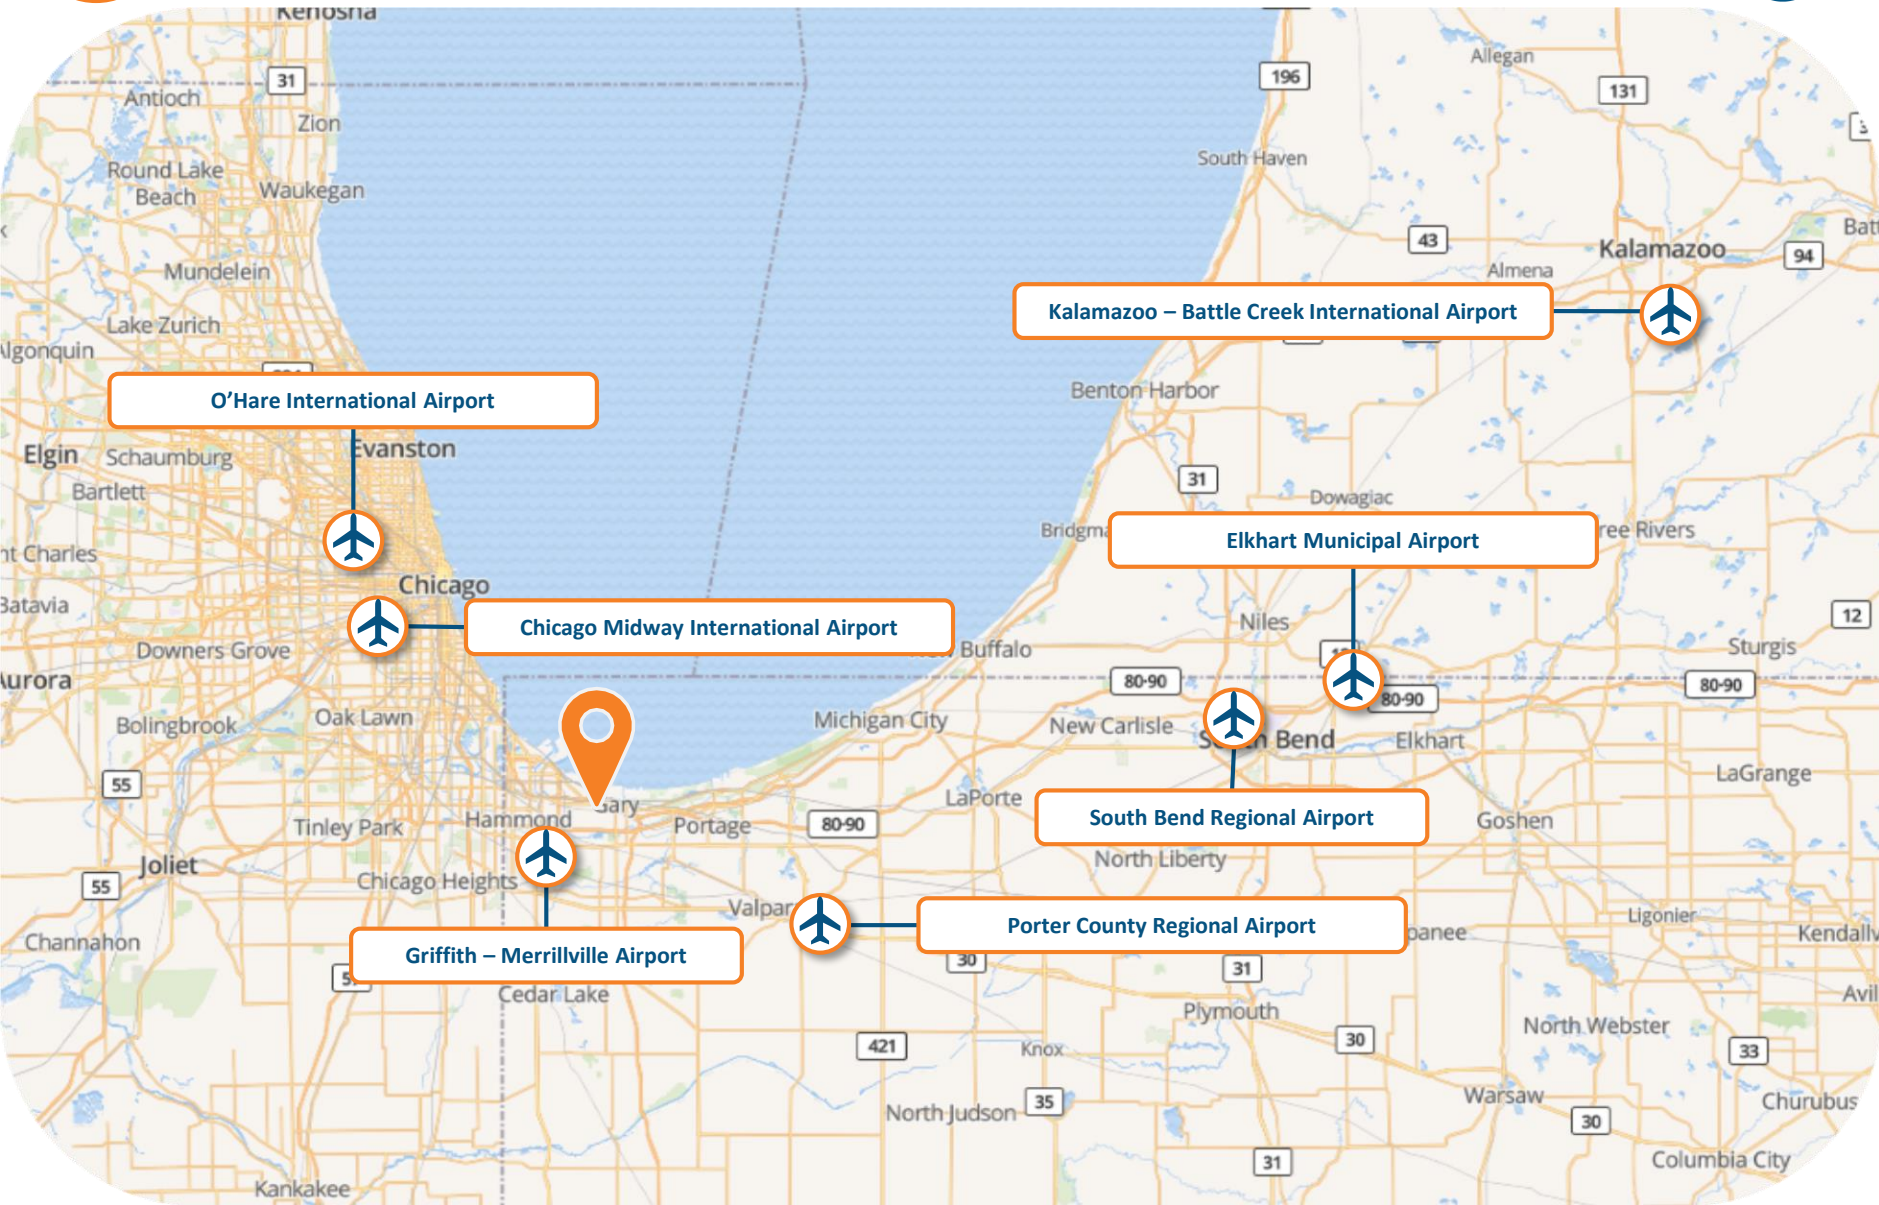 Kenosha
31
196
Allegan
131
Antioch
Zion
South Haven
Round Lake
Beach
Waukegan
43
Kalamazoo
94
Mundelein
Almena
Kalamazoo – Battle Creek International Airport
Lake Zurich
Benton Harbor
O’Hare International Airport
Evanston
Elgin
Schaumburg
Bartlett
31
Dowagiac
Elkhart Municipal Airport
Rivers
Chicago
Niles
12
Chicago Midway International Airport
Buffalo
Downers Grove
Sturgis
Aurora
80-90
80-90
80-90
Bolingbrook
Oak Lawn
Michigan City
New Carlisle
South Bend
Elkhart
55
LaGrange
Gary
LaPorte
Hammond
Portage
80-90
South Bend Regional Airport
Goshen
Tinley Park
Joliet
North Liberty
55
Chicago Heights
Porter County Regional Airport
Ligonier
Channahon
Griffith – Merrillville Airport
30
31
Cedar Lake
Plymouth
North Webster
421
Knox
30
33
North Judson
35
Warsaw
30
31
Columbia City
Kankakee